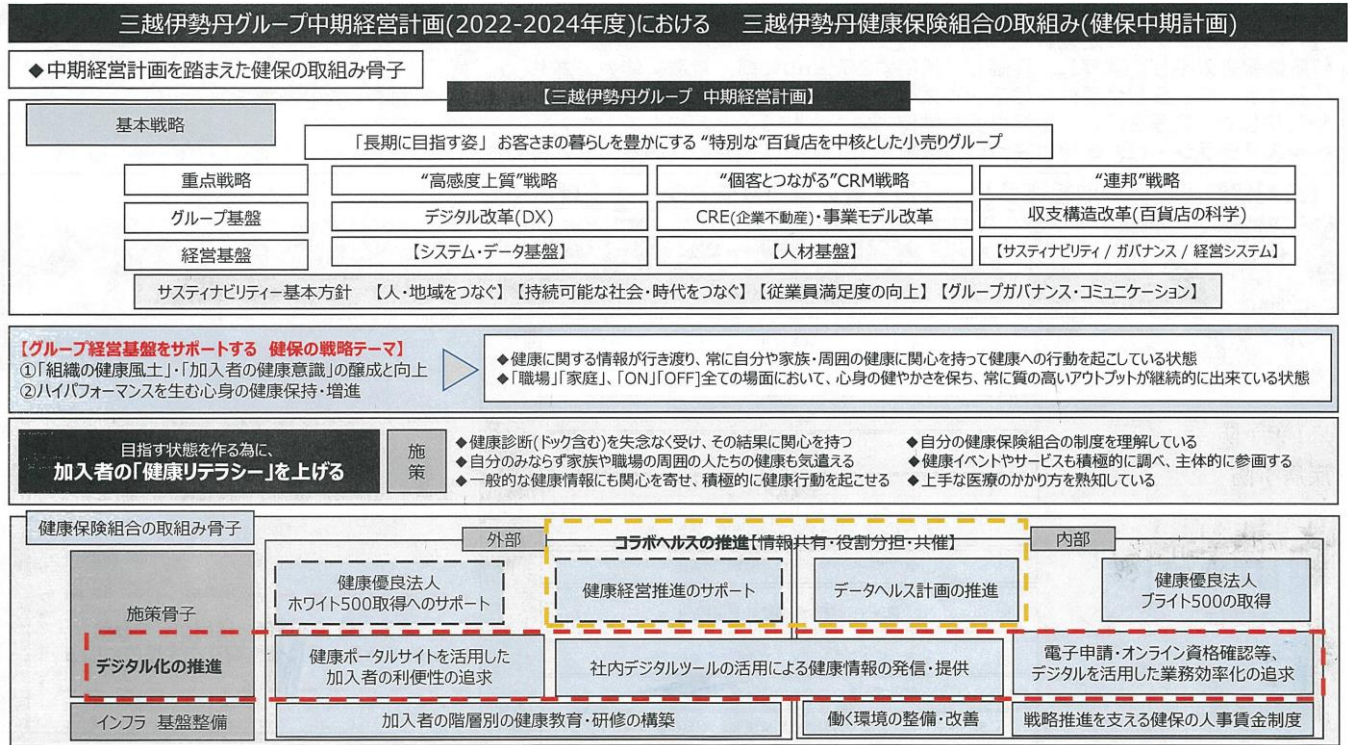 三越伊勢丹グループ中期経営計画(2022-2024年度)における 三越伊勢丹健康保険組合の取組み(健保中期計画)
◆中期経営計画を踏まえた健保の取組み骨子
【三越伊勢丹グループ 中期経営計画】
基本戦略
「長期に目指す姿」 お客さまの暮らしを豊かにする “特別な”百貨店を中核とした小売りグループ
重点戦略 “高感度上質”戦略 “個客とつながる”CRM戦略 “連邦”戦略
グループ基盤 デジタル改革(DX) CRE(企業不動産)・事業モデル改革 収支構造改革(百貨店の科学)
経営基盤 【システム・データ基盤】 【人材基盤】 【サスティナビリティ / ガバナンス / 経営システム】
サスティナビリティー基本方針 【人・地域をつなぐ】【持続可能な社会・時代をつなぐ】【従業員満足度の向上】【グループガバナンス・コミュニケーション】
【グループ経営基盤をサポートする 健保の戦略テーマ】
①「組織の健康風土」・「加入者の健康意識」の醸成と向上
②ハイパフォーマンスを生む心身の健康保持・増進
◆健康に関する情報が行き渡り、常に自分や家族・周囲の健康に関心を持って健康への行動を起こしている状態
◆「職場」「家庭」、「ON」「OFF」全ての場面において、心身の健やかさを保ち、常に質の高いアウトプットが継続的に出来ている状態
目指す状態を作る為に、
加入者の「健康リテラシー」を上げる
施
策
◆健康診断(ドック含む)を失念なく受け、その結果に関心を持つ
◆自分のみならず家族や職場の周囲の人たちの健康も気遣える
◆一般的な健康情報にも関心を寄せ、積極的に健康行動を起こせる
◆自分の健康保険組合の制度を理解している
◆健康イベントやサービスも積極的に調べ、主体的に参画する
◆上手な医療のかかり方を熟知している
健康保険組合の取組み骨子
外部
コラボヘルスの推進【情報共有・役割分担・共催】
内部
施策骨子
健康優良法人
ホワイト500取得へのサポート
健康経営推進のサポート
データヘルス計画の推進
健康優良法人
ブライト500の取得
デジタル化の推進
健康ポータルサイトを活用した
加入者の利便性の追求
社内デジタルツールの活用による健康情報の発信・提供
電子申請・オンライン資格確認等、
デジタルを活用した業務効率化の追求
インフラ 基盤整備
加入者の階層別の健康教育・研修の構築
働く環境の整備・改善
戦略推進を支える健保の人事賃金制度